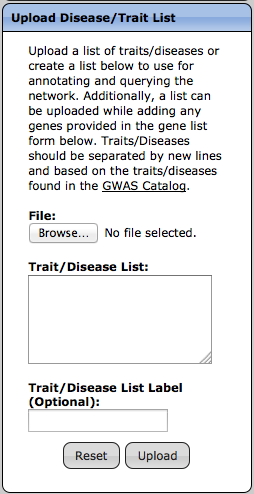 Upload Disease/Trait List
Upload a list of traits/diseases or
create a list below to use for
annotating and querying the
network. Additionally, a list can
be uploaded while adding any
genes provided in the gene list
form below. Traits/Diseases
should be separated by new lines
and based on the traits/diseases
found in the GWAS Catalog.
File:
Browse... No file selected.
Trait/Disease List:
Trait/Disease List Label
(Optional):
Reset Upload